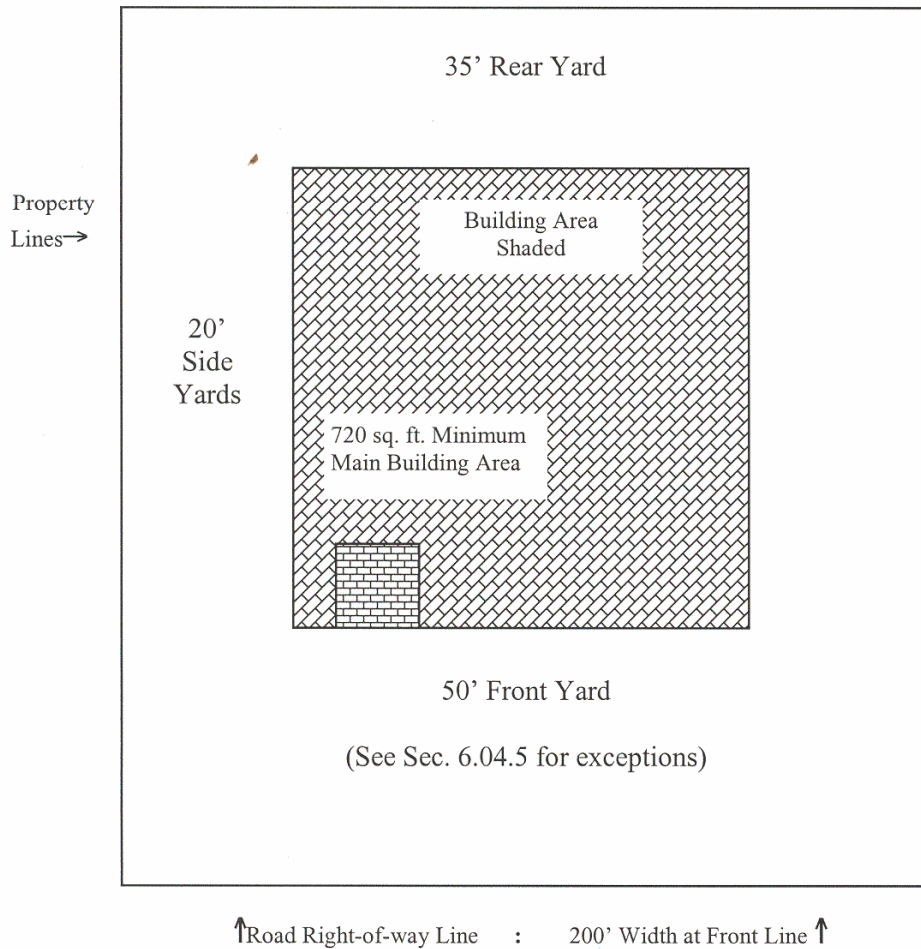 35’ Rear Yard
Property
Lines→
Building Area
Shaded
20’
Side
Yards
720 sq. ft. Minimum
Main Building Area
50’ Front Yard
(See Sec. 6.04.5 for exceptions)
↑Road Right-of-way Line : 200’ Width at Front Line ↑